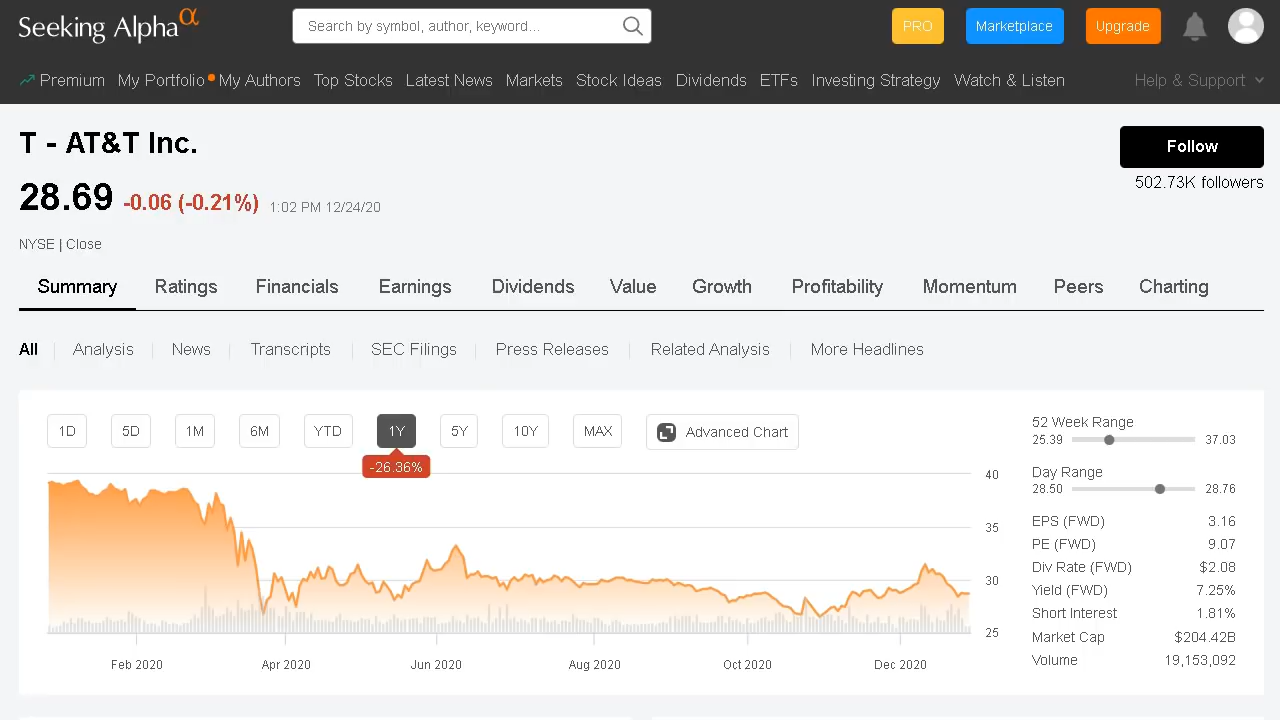 Seeking Alpha α
Search by symbol, author, keyword...
PRO
Marketplace
Upgrade
Premium My Portfolio My Authors Top Stocks Latest News Markets Stock Ideas Dividends ETFs Investing Strategy Watch & Listen Help & Support
T - AT&T Inc.
Follow
28.69 -0.06 (-0.21%) 1:02 PM 12/24/20
502.73K followers
NYSE | Close
Summary Ratings Financials Earnings Dividends Value Growth Profitability Momentum Peers Charting
All Analysis News Transcripts SEC Filings Press Releases Related Analysis More Headlines
1D 5D 1M 6M YTD 1Y 5Y 10Y MAX Advanced Chart
-26.36%
40
35
30
25
Feb 2020 Apr 2020 Jun 2020 Aug 2020 Oct 2020 Dec 2020
52 Week Range
25.39 37.03
Day Range
28.50 28.76
EPS (FWD) 3.16
PE (FWD) 9.07
Div Rate (FWD) $2.08
Yield (FWD) 7.25%
Short Interest 1.81%
Market Cap $204.42B
Volume 19,153,092